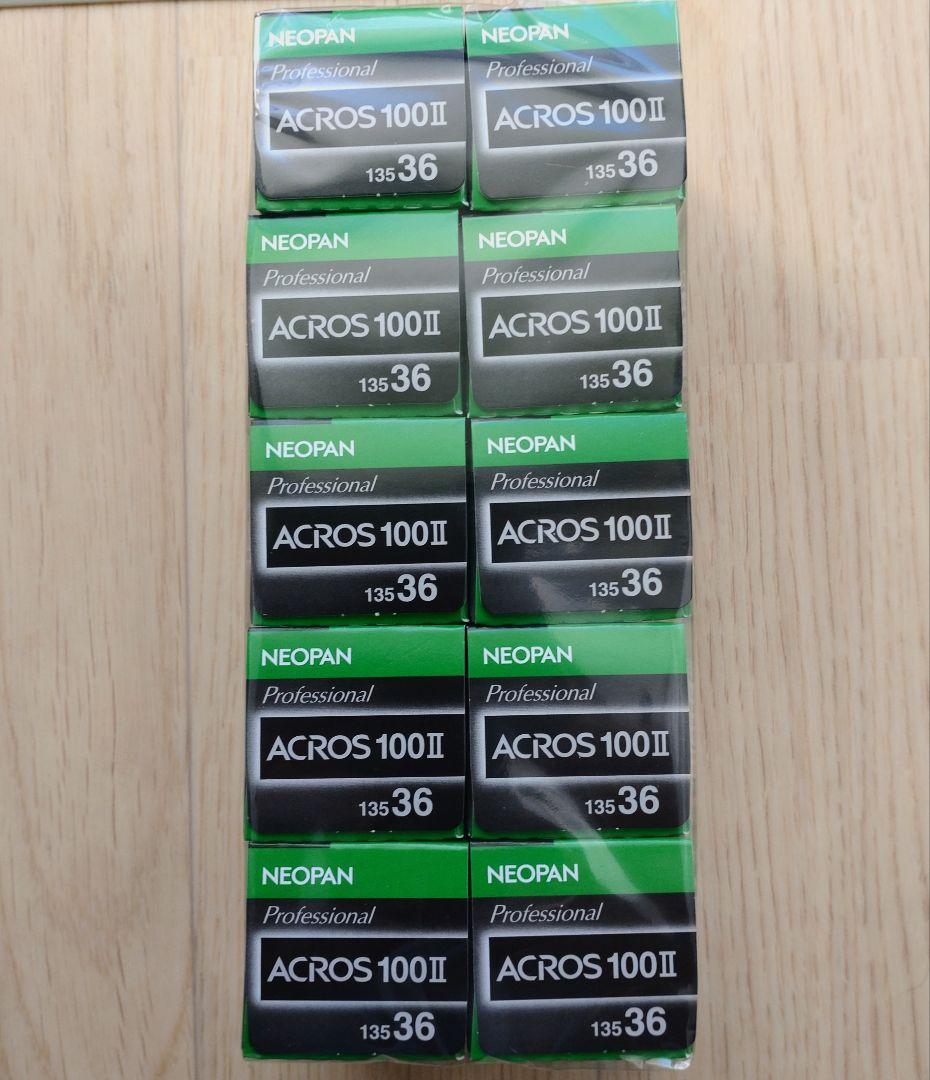 NEOPAN
Professional
ACROS 100II
135 36
NEOPAN
Professional
ACROS 100II
135 36
NEOPAN
Professional
ACROS 100II
135 36
NEOPAN
Professional
ACROS 100II
135 36
NEOPAN
Professional
ACROS 100II
135 36
NEOPAN
Professional
ACROS 100II
135 36
NEOPAN
Professional
ACROS 100II
135 36
NEOPAN
Professional
ACROS 100II
135 36
NEOPAN
Professional
ACROS 100II
135 36
NEOPAN
Professional
ACROS 100II
135 36